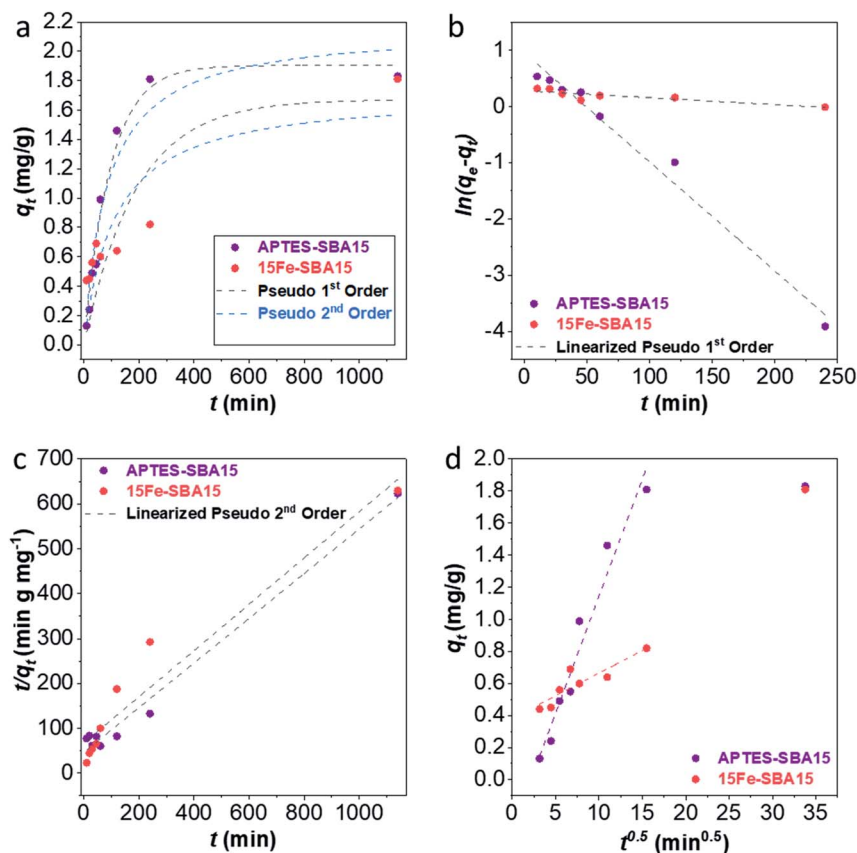 a
2.2
2.0
1.8
1.6
1.4
1.2
1.0
0.8
0.6
0.4
0.2
0.0
qt (mg/g)
APTES-SBA15
15Fe-SBA15
Pseudo 1st Order
Pseudo 2nd Order
0 200 400 600 800 1000
t (min)
b
1
0
-1
-2
-3
-4
ln(qe-qt)
APTES-SBA15
15Fe-SBA15
Linearized Pseudo 1st Order
0 50 100 150 200 250
t (min)
c
700
600
500
400
300
200
100
0
t/qt (min g mg-1)
APTES-SBA15
15Fe-SBA15
Linearized Pseudo 2nd Order
0 200 400 600 800 1000
t (min)
d
2.0
1.8
1.6
1.4
1.2
1.0
0.8
0.6
0.4
0.2
0.0
qt (mg/g)
APTES-SBA15
15Fe-SBA15
0 5 10 15 20 25 30 35
t0.5 (min0.5)